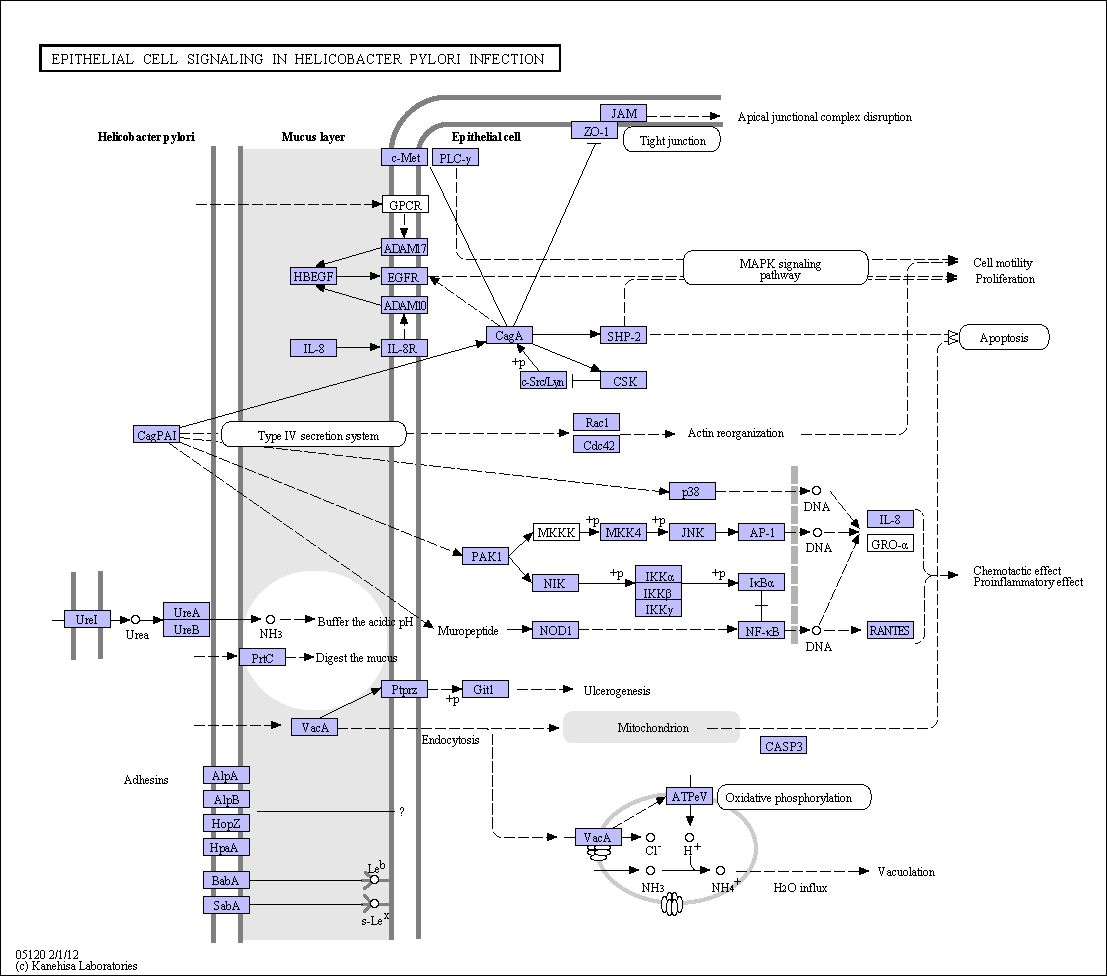 EPITHELIAL CELL SIGNALING IN HELICOBACTER PYLORI INFECTION
JAM
Apical junctional complex disruption
Helicobacter pylori
Mucus layer
Epithelial cell
ZO-1
Tight junction
c-Met
PLC-γ
GPCR
ADAM17
MAPK signaling
pathway
Cell motility
HBEGF
EGFR
Proliferation
ADAM10
CagA
SHP-2
Apoptosis
IL-8
IL-8R
+p
c-Src/Lyn
CSK
Rac1
CagPAI
Type IV secretion system
Actin reorganization
Cdc42
p38
DNA
+p
+p
IL-8
MKKK
MKK4
JNK
AP-1
DNA
GRO-α
PAK1
Chemotactic effect
Proinflammatory effect
NIK
+p
IKKα
+p
IκBα
IKKβ
IKKγ
UreI
Urea
UreA
UreB
NH3
Buffer the acidic pH
Muropeptide
NOD1
NF-κB
DNA
RANTES
PrtC
Digest the mucus
Ptprz
+p
Git1
Ulcerogenesis
VacA
Endocytosis
Mitochondrion
CASP3
Adhesins
AlpA
AlpB
HopZ
HpaA
?
ATPeV
Oxidative phosphorylation
VacA
Cl-
H+
BabA
Leb
NH3
NH4+
H2O influx
Vacuolation
SabA
s-Lex
05120 2/1/12
(c) Kanehisa Laboratories